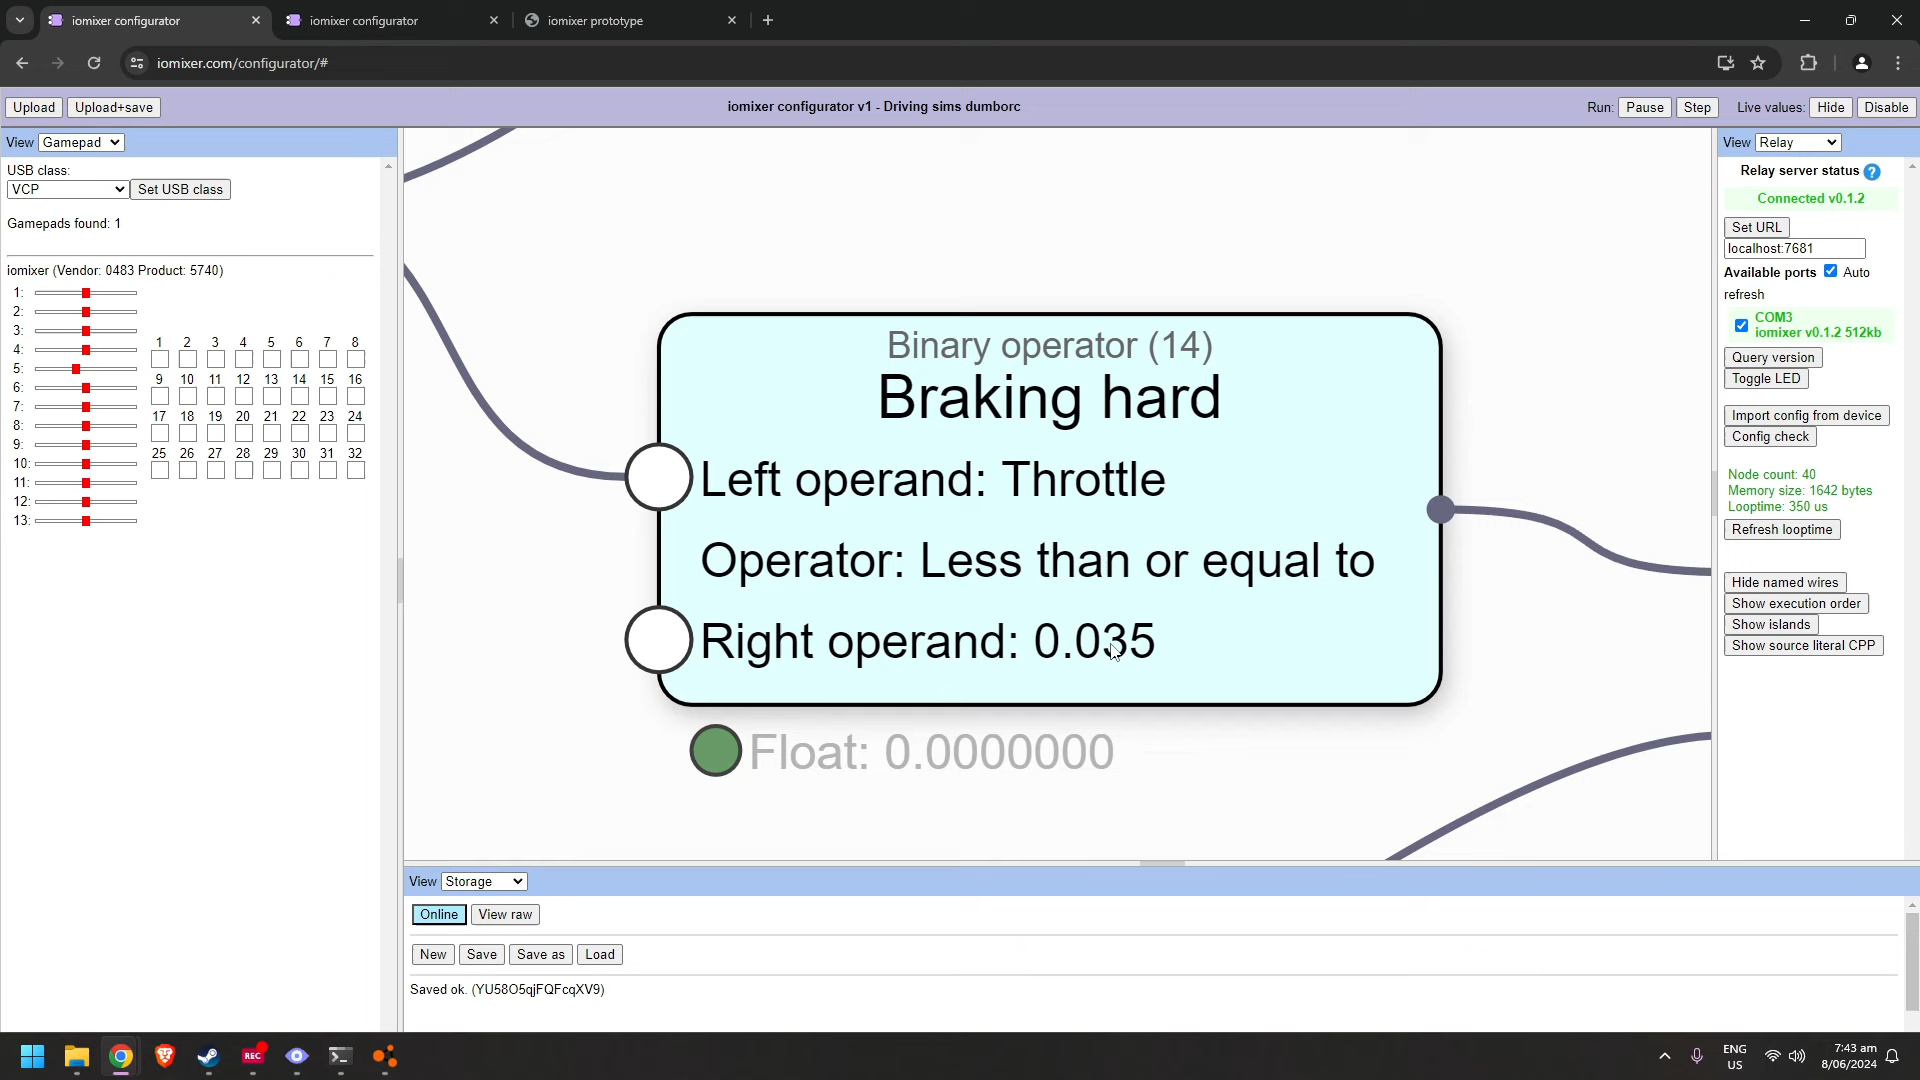 iomixer configurator
iomixer configurator
iomixer prototype
iomixer.com/configurator/#
Upload
Upload+save
iomixer configurator v1 - Driving sims dumborc
Run:
Pause
Step
Live values:
Hide
Disable
View
Gamepad
USB class:
VCP
Set USB class
Gamepads found: 1
iomixer (Vendor: 0483 Product: 5740)
1:
2:
3:
4:
5:
6:
7:
8:
9:
10:
11:
12:
13:
1 2 3 4 5 6 7 8
9 10 11 12 13 14 15 16
17 18 19 20 21 22 23 24
25 26 27 28 29 30 31 32
Binary operator (14)
Braking hard
Left operand: Throttle
Operator: Less than or equal to
Right operand: 0.035
Float: 0.0000000
View
Relay
Relay server status ?
Connected v0.1.2
Set URL
localhost:7681
Available ports Auto
refresh
COM3
iomixer v0.1.2 512kb
Query version
Toggle LED
Import config from device
Config check
Node count: 40
Memory size: 1642 bytes
Looptime: 350 us
Refresh looptime
Hide named wires
Show execution order
Show islands
Show source literal CPP
View
Storage
Online
View raw
New
Save
Save as
Load
Saved ok. (YU58O5qjFQFcqXV9)
REC
ENG
US
7:43 am
8/06/2024